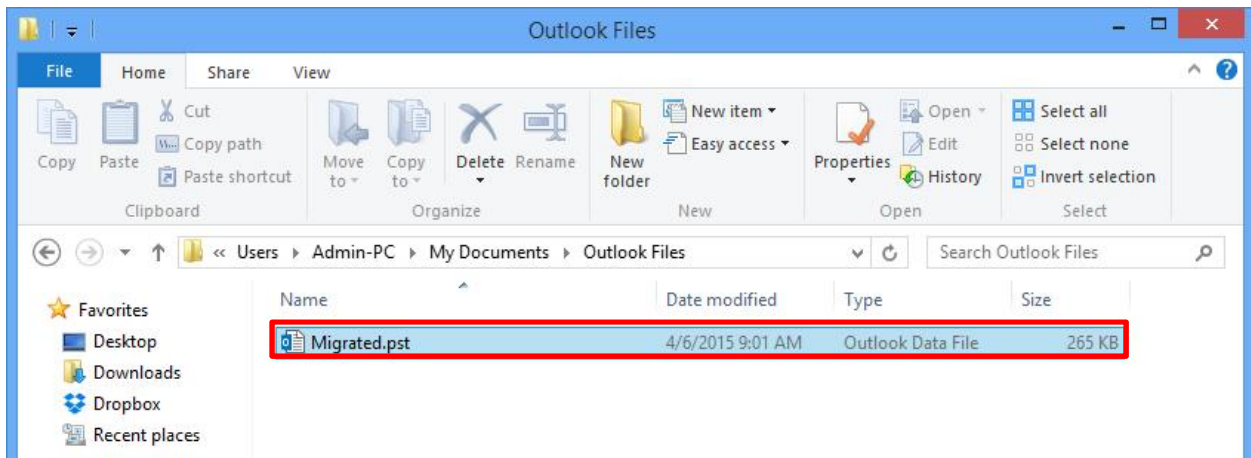 Outlook Files
File Home Share View
Copy
Paste
Cut
Copy path
Paste shortcut
Clipboard
Move to
Copy to
Delete
Rename
Organize
New folder
New item
Easy access
New
Properties
Open
Edit
History
Open
Select all
Select none
Invert selection
Select
« Users Admin-PC My Documents Outlook Files
Search Outlook Files
Favorites
Desktop
Downloads
Dropbox
Recent places
Name Date modified Type Size
Migrated.pst 4/6/2015 9:01 AM Outlook Data File 265 KB